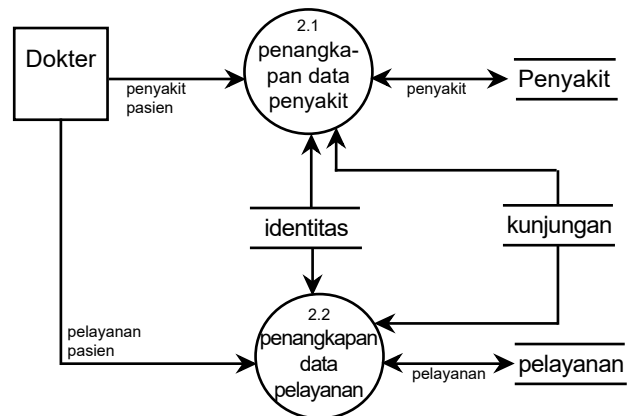 2.1
penangka-
pan data
penyakit
Dokter
penyakit
pasien
penyakit
Penyakit
identitas
kunjungan
2.2
penangkapan
data
pelayanan
pelayanan
pasien
pelayanan
pelayanan